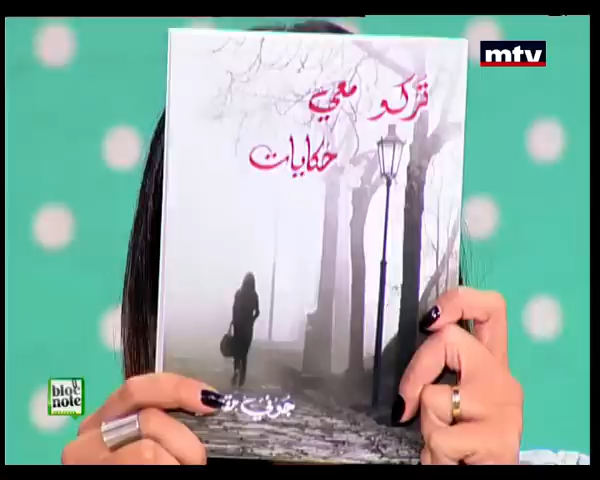 mtv
تركو معي
حكايات
bloc
note